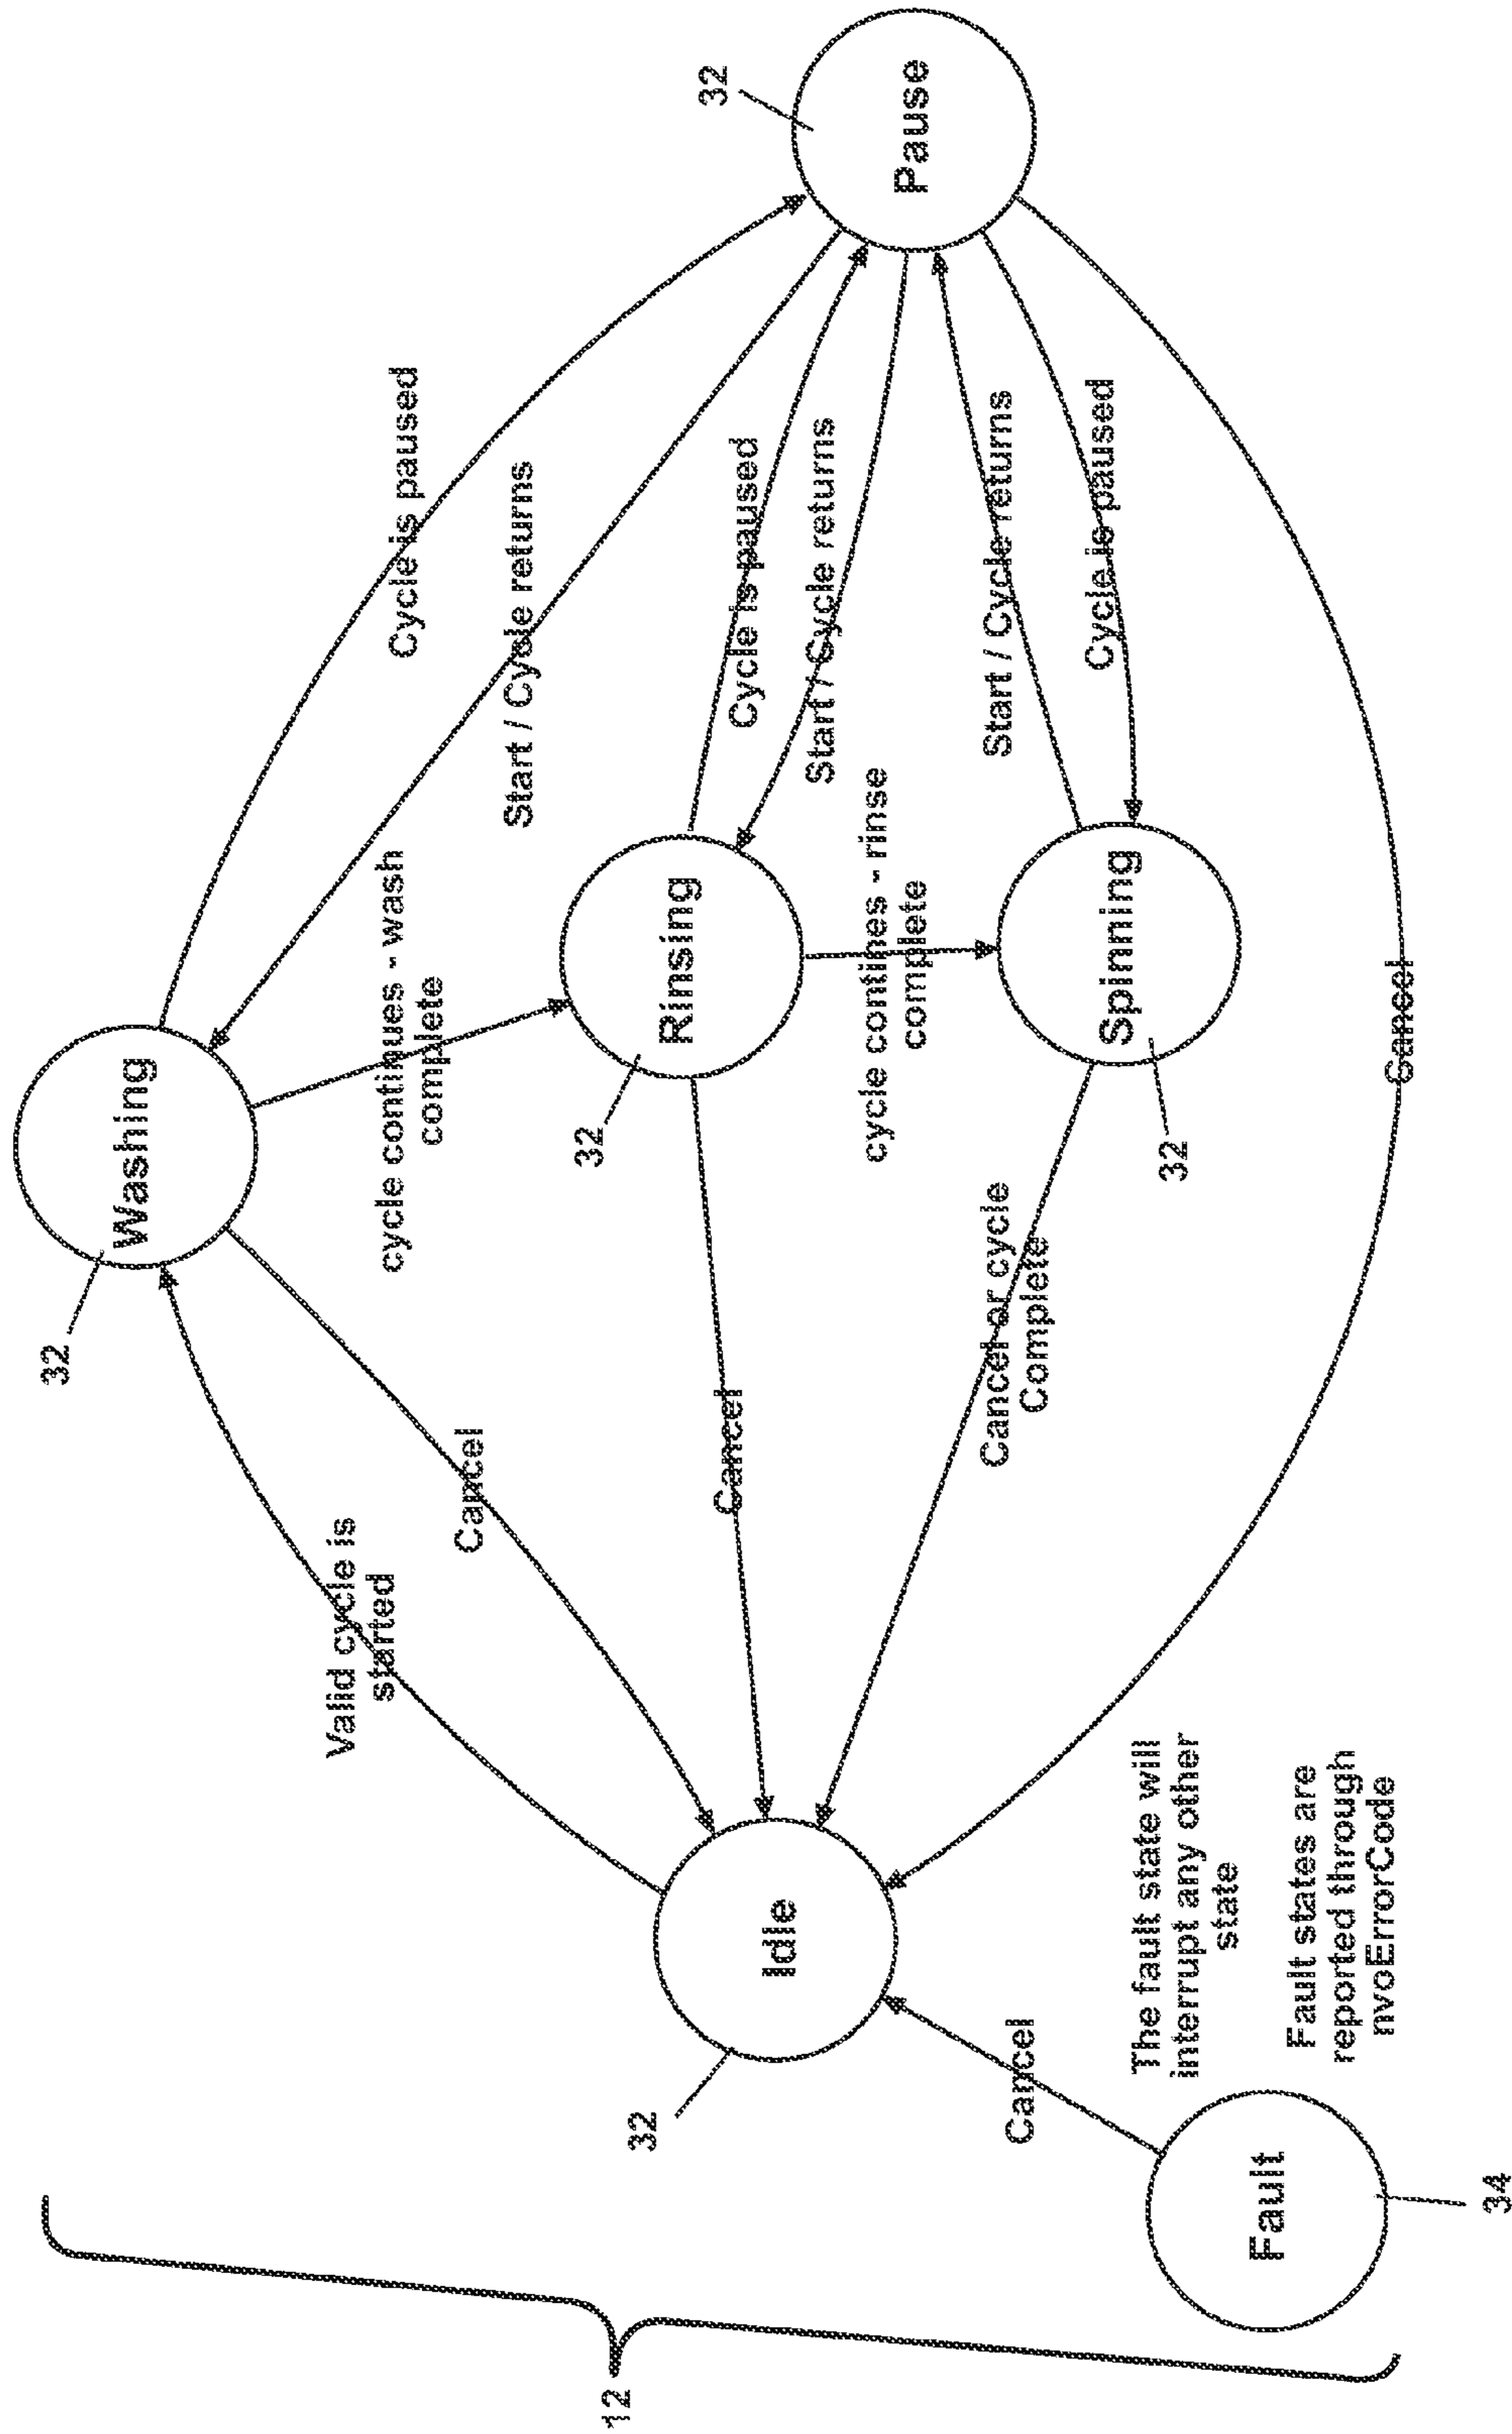 32
Washing
Valid cycle is
started
Cancel
cycle continues - wash
complete
Cycle is paused
Start / Cycle returns
32
Rinsing
Cancel
Cycle is paused
Start / Cycle returns
32
Pause
32
Idle
cycle contines - rinse
complete
Cancel or cycle
Complete
Start / Cycle returns
Cycle is paused
Spinning
32
Cancel
Cancel
The fault state will
interrupt any other
state
Fault states are
reported through
nvoErrorCode
Fault
34
12